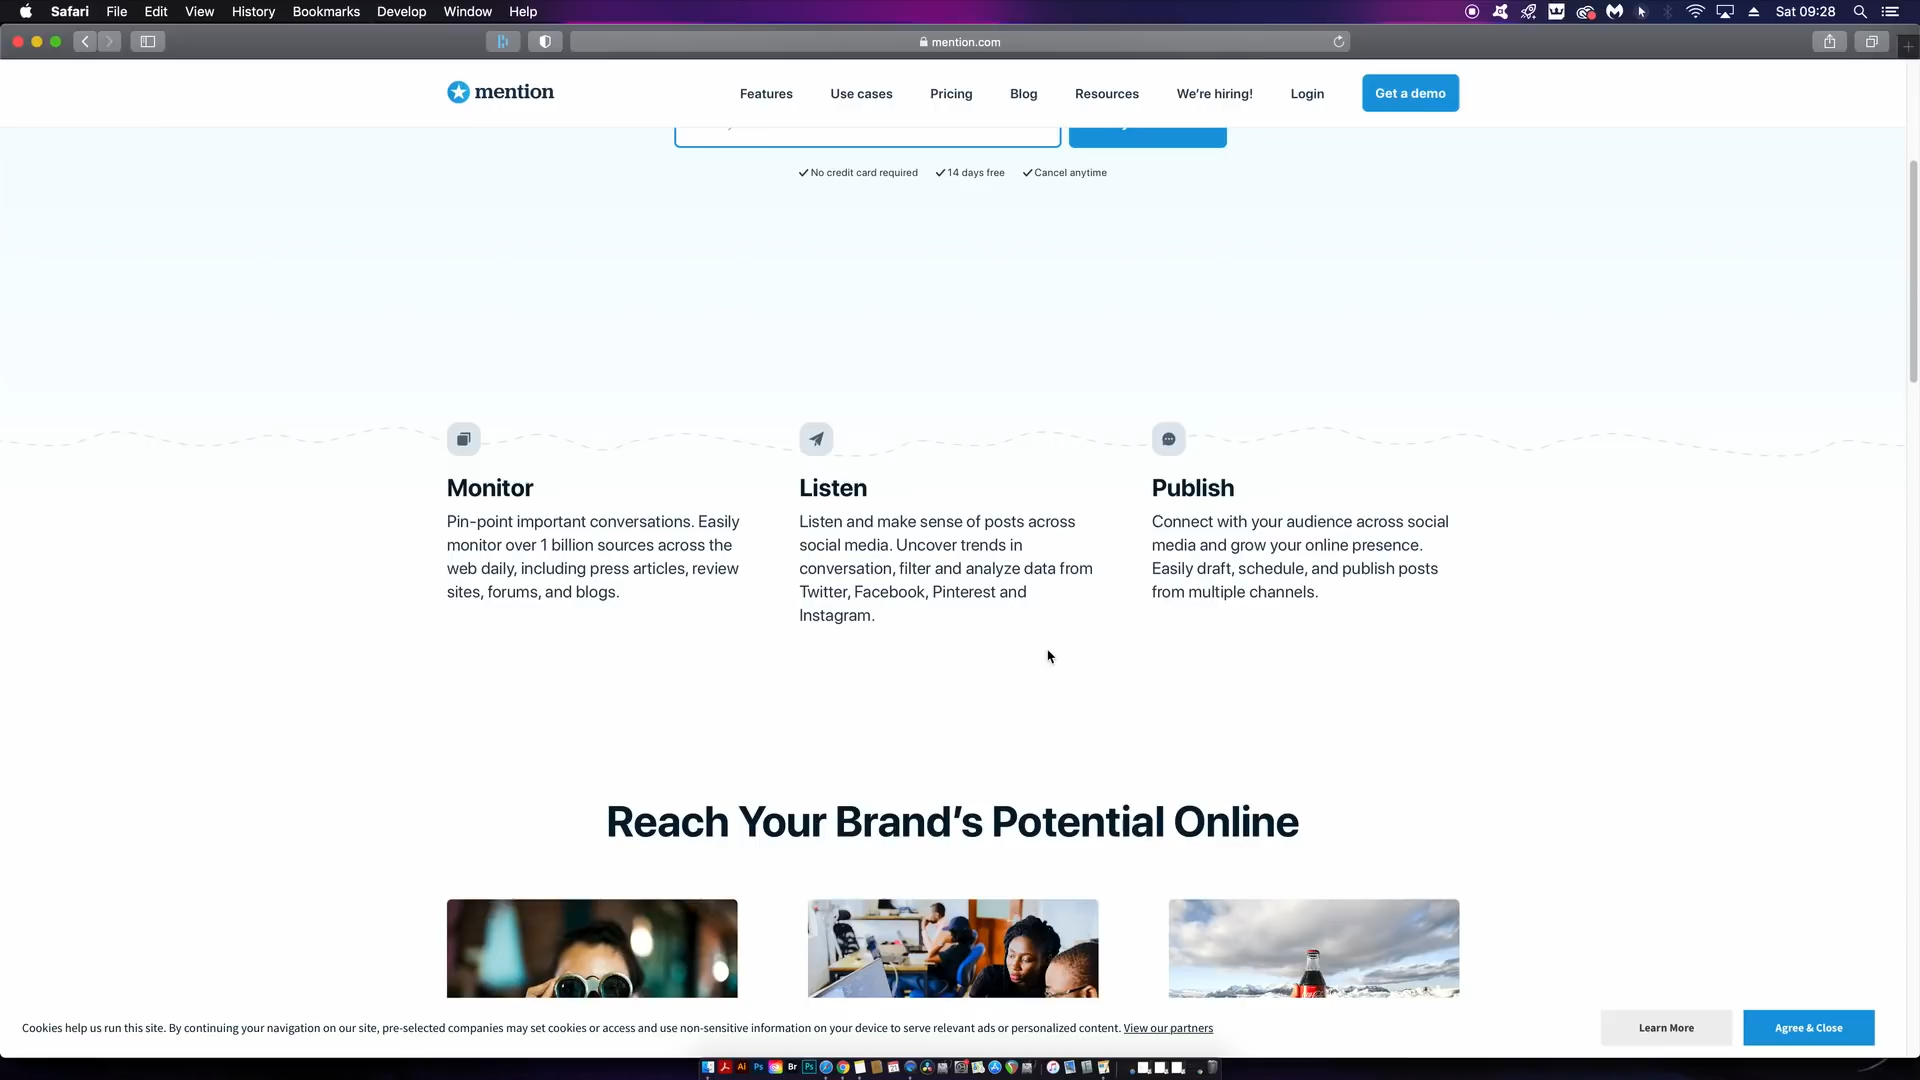 Safari File Edit View History Bookmarks Develop Window Help Sat 09:28
mention.com
mention Features Use cases Pricing Blog Resources We're hiring! Login Get a demo
No credit card required 14 days free Cancel anytime
Monitor
Pin-point important conversations. Easily
monitor over 1 billion sources across the
web daily, including press articles, review
sites, forums, and blogs.
Listen
Listen and make sense of posts across
social media. Uncover trends in
conversation, filter and analyze data from
Twitter, Facebook, Pinterest and
Instagram.
Publish
Connect with your audience across social
media and grow your online presence.
Easily draft, schedule, and publish posts
from multiple channels.
Reach Your Brand’s Potential Online
Cookies help us run this site. By continuing your navigation on our site, pre-selected companies may set cookies or access and use non-sensitive information on your device to serve relevant ads or personalized content. View our partners
Learn More Agree & Close
Ai Ps Br Ps